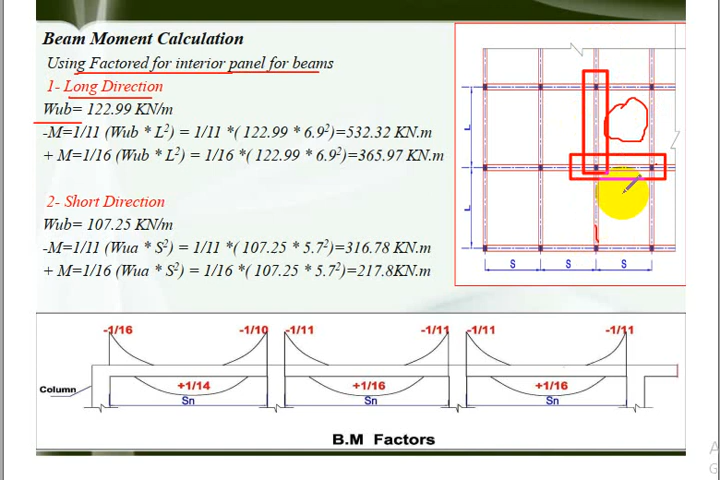 Beam Moment Calculation
Using Factored for interior panel for beams
1- Long Direction
Wub= 122.99 KN/m
-M=1/11 (Wub * L²) = 1/11 *( 122.99 * 6.9²)=532.32 KN.m
+ M=1/16 (Wub * L²) = 1/16 *( 122.99 * 6.9²)=365.97 KN.m
2- Short Direction
Wub= 107.25 KN/m
-M=1/11 (Wua * S²) = 1/11 *( 107.25 * 5.7²)=316.78 KN.m
+ M=1/16 (Wua * S²) = 1/16 *( 107.25 * 5.7²)=217.8KN.m
L
L
S S S
-1/16 -1/10 -1/11 -1/11 -1/11 -1/11
Column +1/14 +1/16 +1/16
Sn Sn Sn
B.M Factors